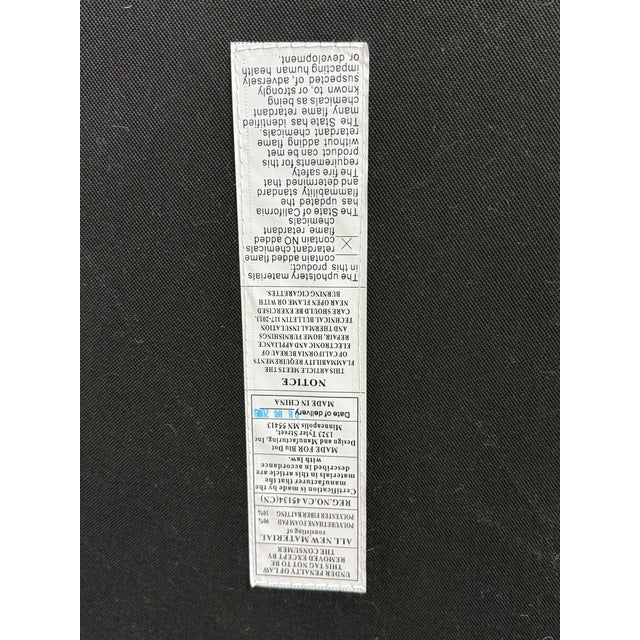 UNDER PENALTY OF LAW
THIS TAG NOT TO BE
REMOVED EXCEPT BY
THE CONSUMER
ALL NEW MATERIAL
consisting of
POLYURETHANE FOAM PAD 90%
POLYESTER FIBER BATTING 10%
REG.NO.CA 45134(CN)
Certification is made by the
manufacturer that the
materials in this article are
described in accordance
with law.
MADE FOR Blu Dot
Design and Manufacturing, Inc
1323 Tyler Street,
Minneapolis MN 55413
Date of delivery
MADE IN CHINA
NOTICE
THIS ARTICLE MEETS THE
FLAMMABILITY REQUIREMENTS
OF CALIFORNIA BUREAU OF
ELECTRONIC AND APPLIANCE
REPAIR, HOME FURNISHINGS
AND THERMAL INSULATION
TECHNICAL BULLETIN 117-2013.
CARE SHOULD BE EXERCISED
NEAR OPEN FLAME OR WITH
BURNING CIGARETTES.
The upholstery materials
in this product:
contain added flame
retardant chemicals
X contain NO added
flame retardant
chemicals
The State of California
has updated the
flammability standard
and determined that
The fire safety
requirements for this
product can be met
without adding flame
retardant chemicals.
The State has identified
many flame retardant
chemicals as being
known to, or strongly
suspected of, adversely
impacting human health
or development.